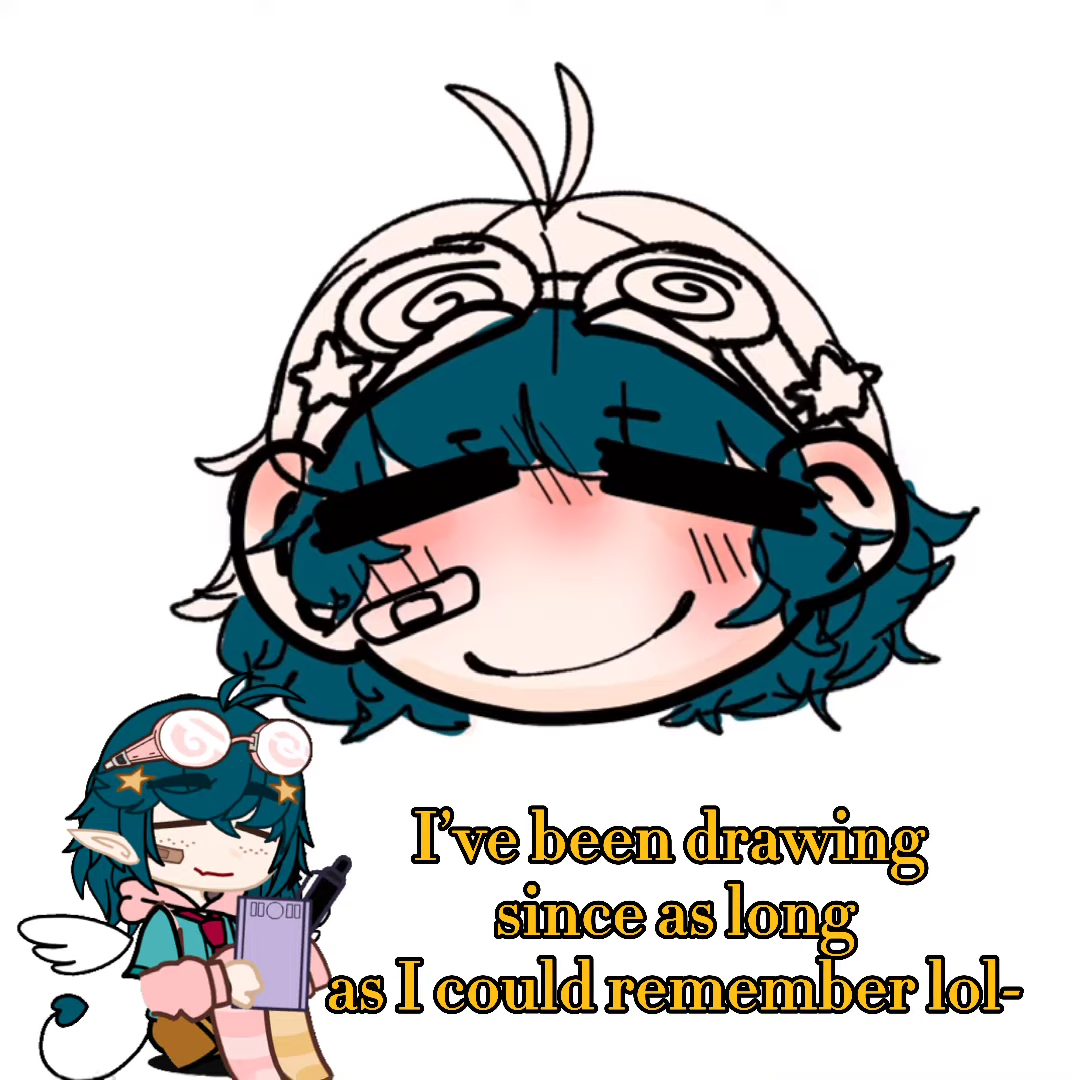 I’ve been drawing
since as long
as I could remember lol-